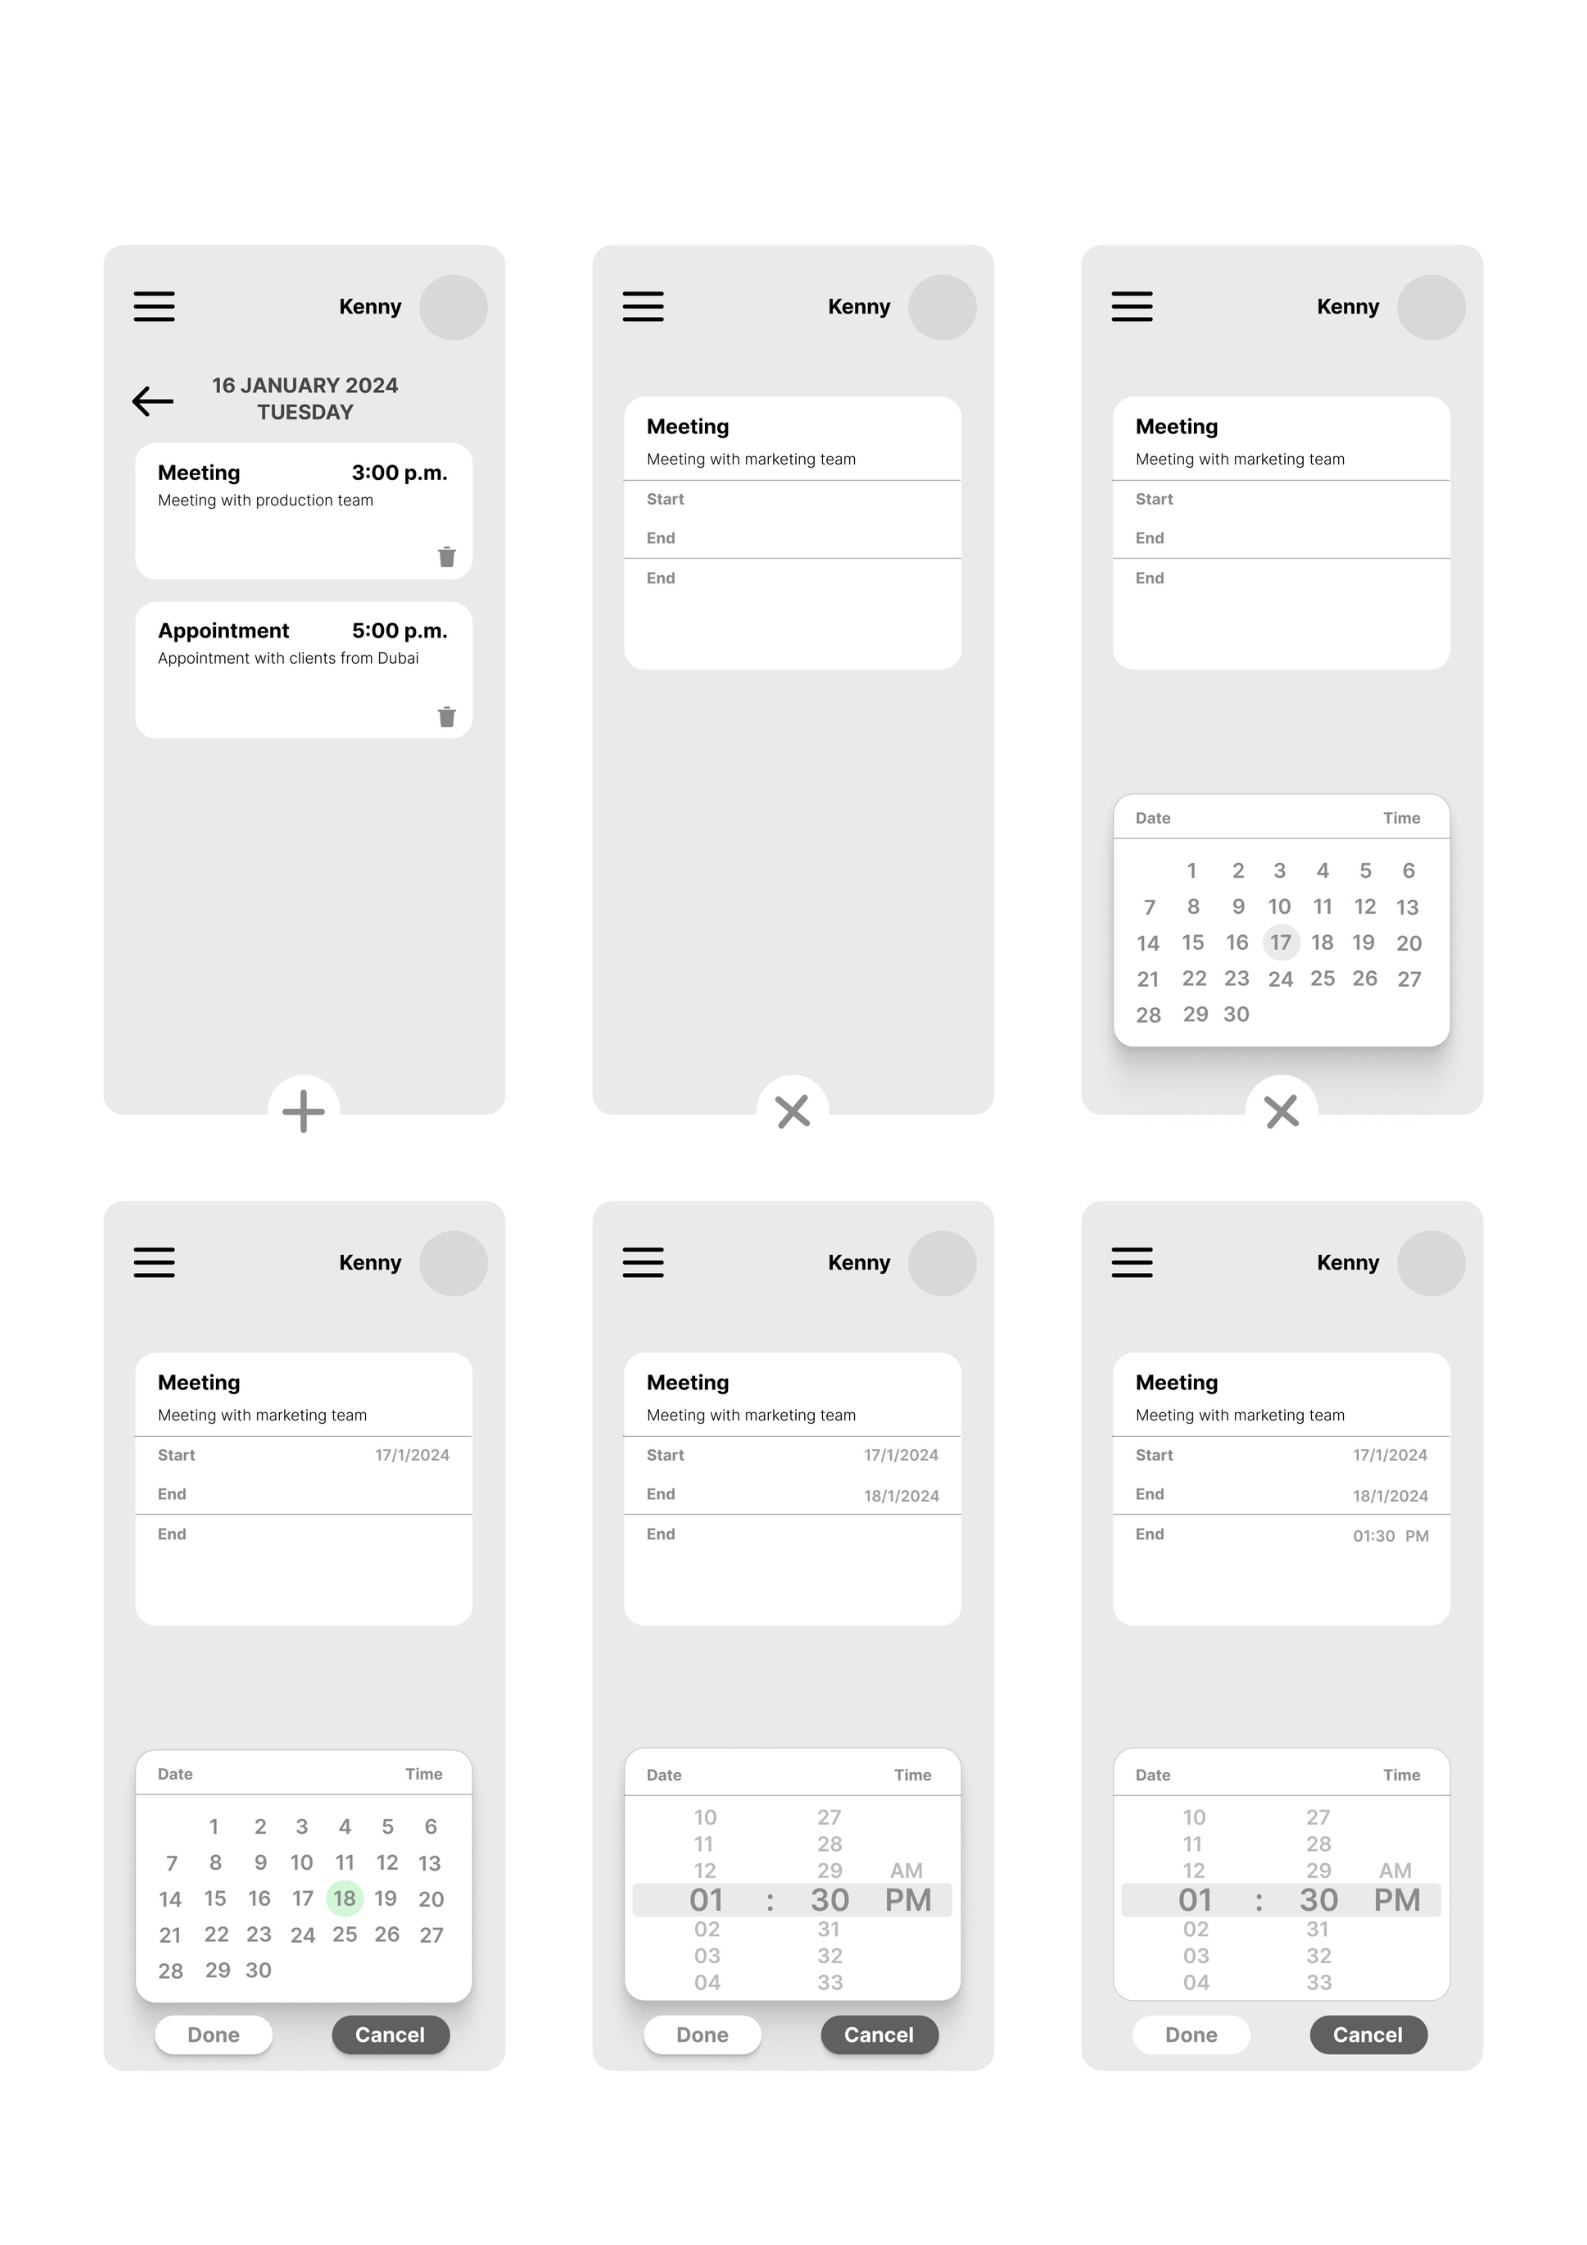 Kenny
16 JANUARY 2024
TUESDAY
Meeting 3:00 p.m.
Meeting with production team
Appointment 5:00 p.m.
Appointment with clients from Dubai
Kenny
Meeting
Meeting with marketing team
Start
End
End
Kenny
Meeting
Meeting with marketing team
Start
End
End
Date Time
1 2 3 4 5 6
7 8 9 10 11 12 13
14 15 16 17 18 19 20
21 22 23 24 25 26 27
28 29 30
Kenny
Meeting
Meeting with marketing team
Start 17/1/2024
End
End
Date Time
1 2 3 4 5 6
7 8 9 10 11 12 13
14 15 16 17 18 19 20
21 22 23 24 25 26 27
28 29 30
Done Cancel
Kenny
Meeting
Meeting with marketing team
Start 17/1/2024
End 18/1/2024
End
Date Time
10 27
11 28
12 29 AM
01 : 30 PM
02 31
03 32
04 33
Done Cancel
Kenny
Meeting
Meeting with marketing team
Start 17/1/2024
End 18/1/2024
End 01:30 PM
Date Time
10 27
11 28
12 29 AM
01 : 30 PM
02 31
03 32
04 33
Done Cancel